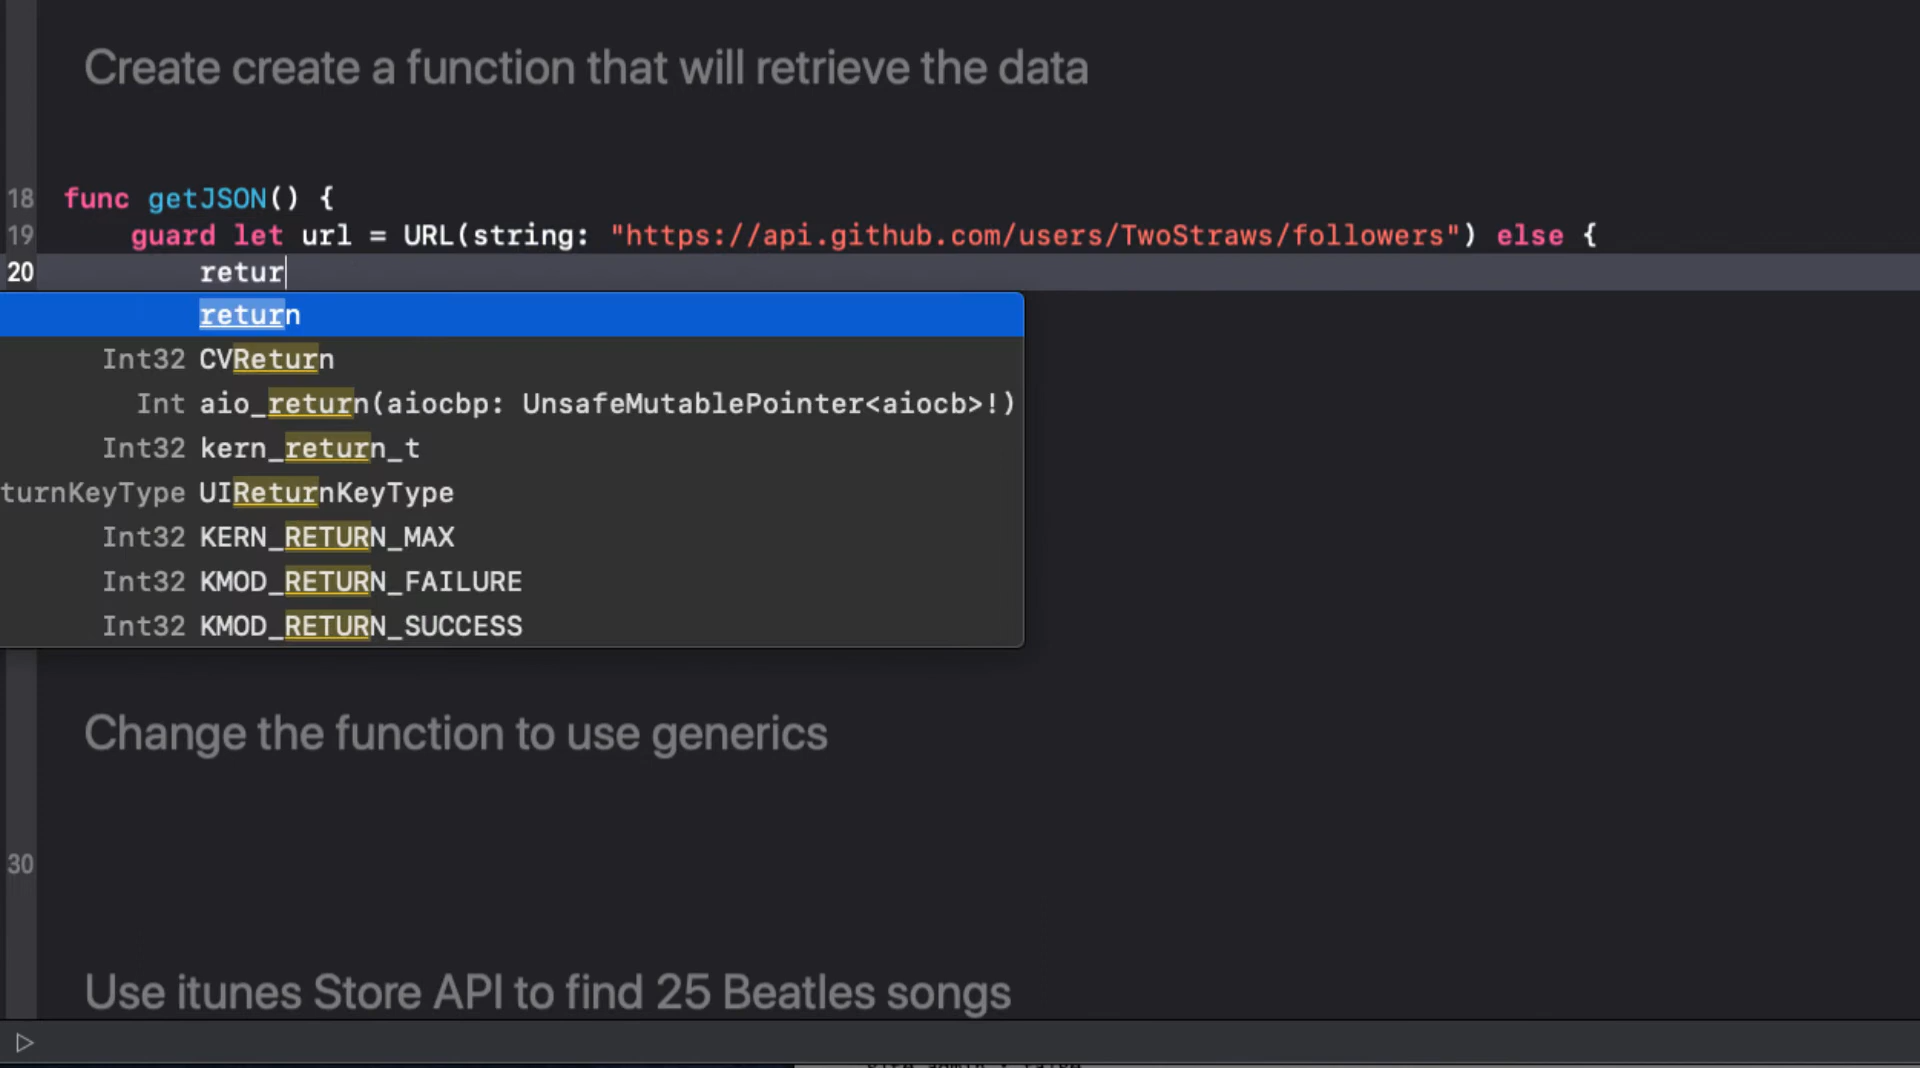 Create create a function that will retrieve the data
18 func getJSON() {
19 guard let url = URL(string: "https://api.github.com/users/TwoStraws/followers") else {
20 retur
return
Int32 CVReturn
Int aio_return(aiocbp: UnsafeMutablePointer<aiocb>!)
Int32 kern_return_t
turnKeyType UIReturnKeyType
Int32 KERN_RETURN_MAX
Int32 KMOD_RETURN_FAILURE
Int32 KMOD_RETURN_SUCCESS
Change the function to use generics
30
Use itunes Store API to find 25 Beatles songs